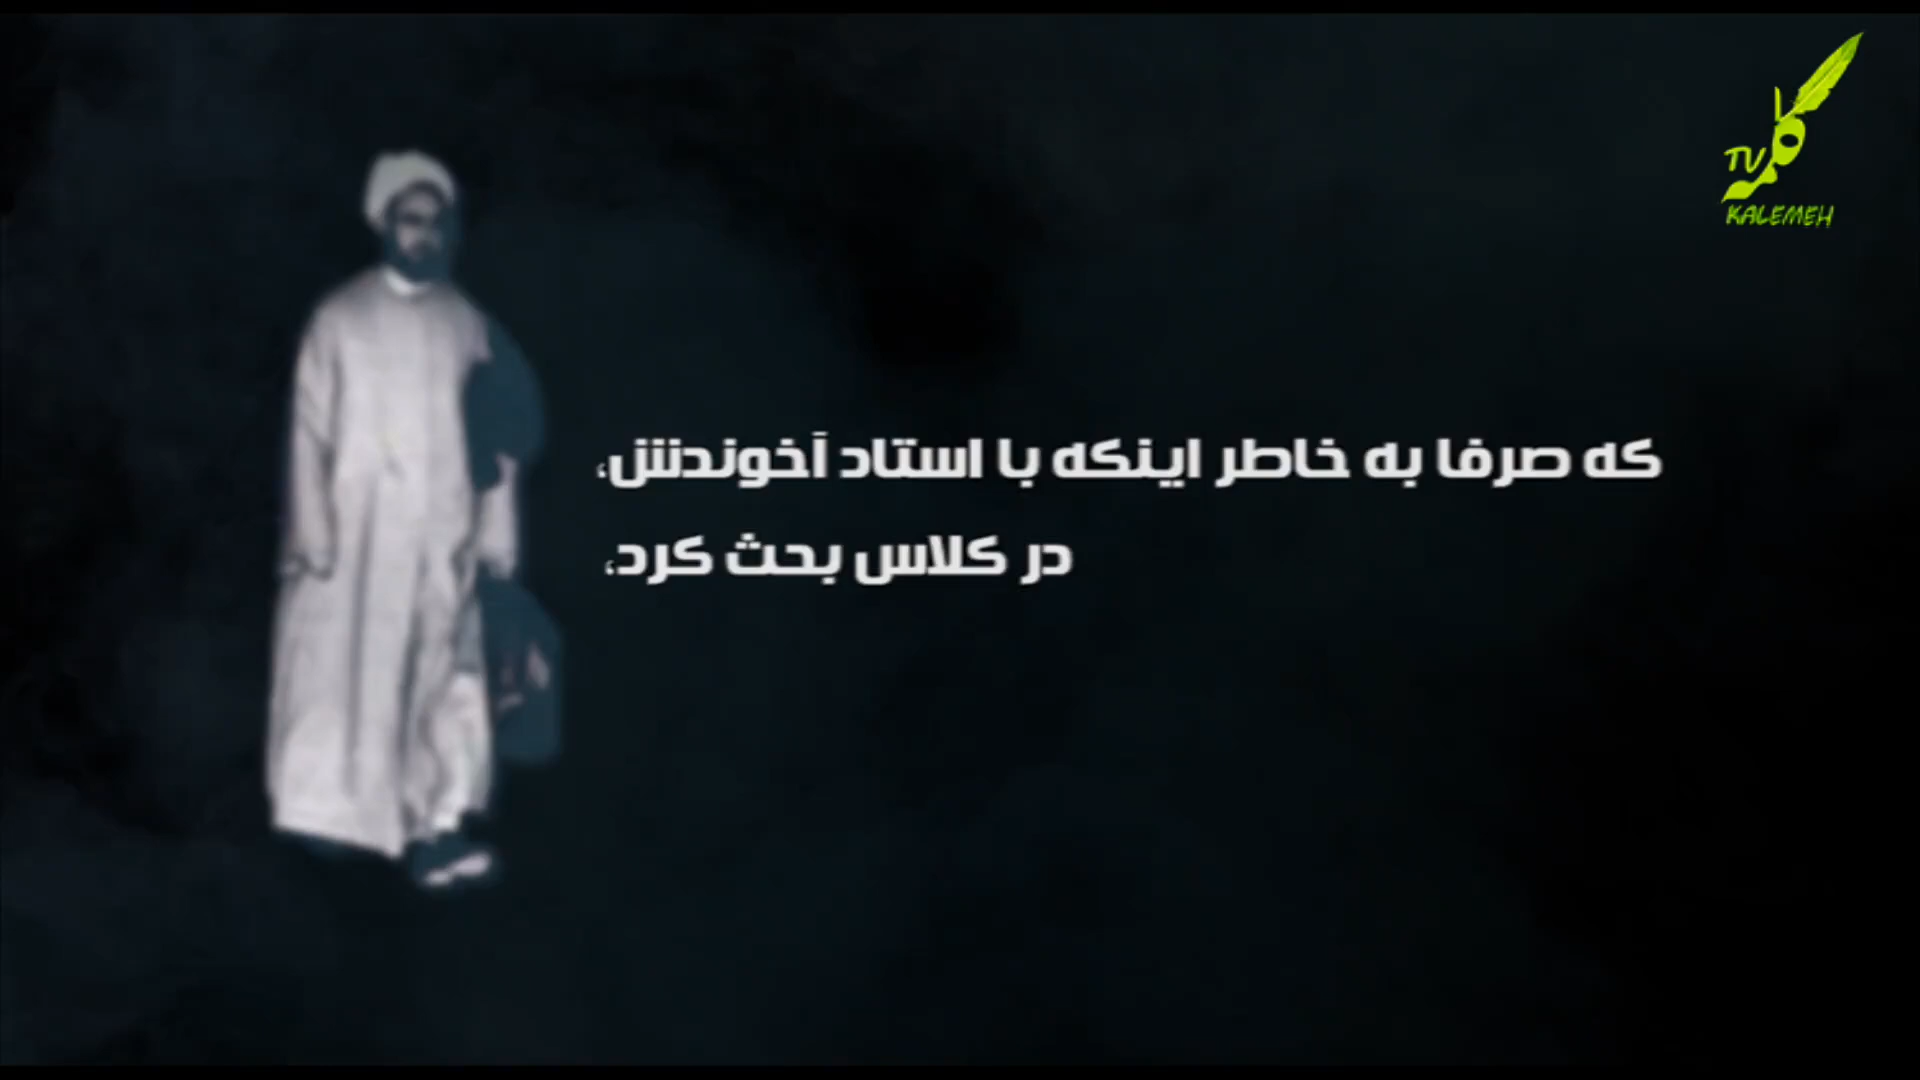 TV
KALEMEH
که صرفا به خاطر اینکه با استاد آخوندش،
در کلاس بحث کرد،